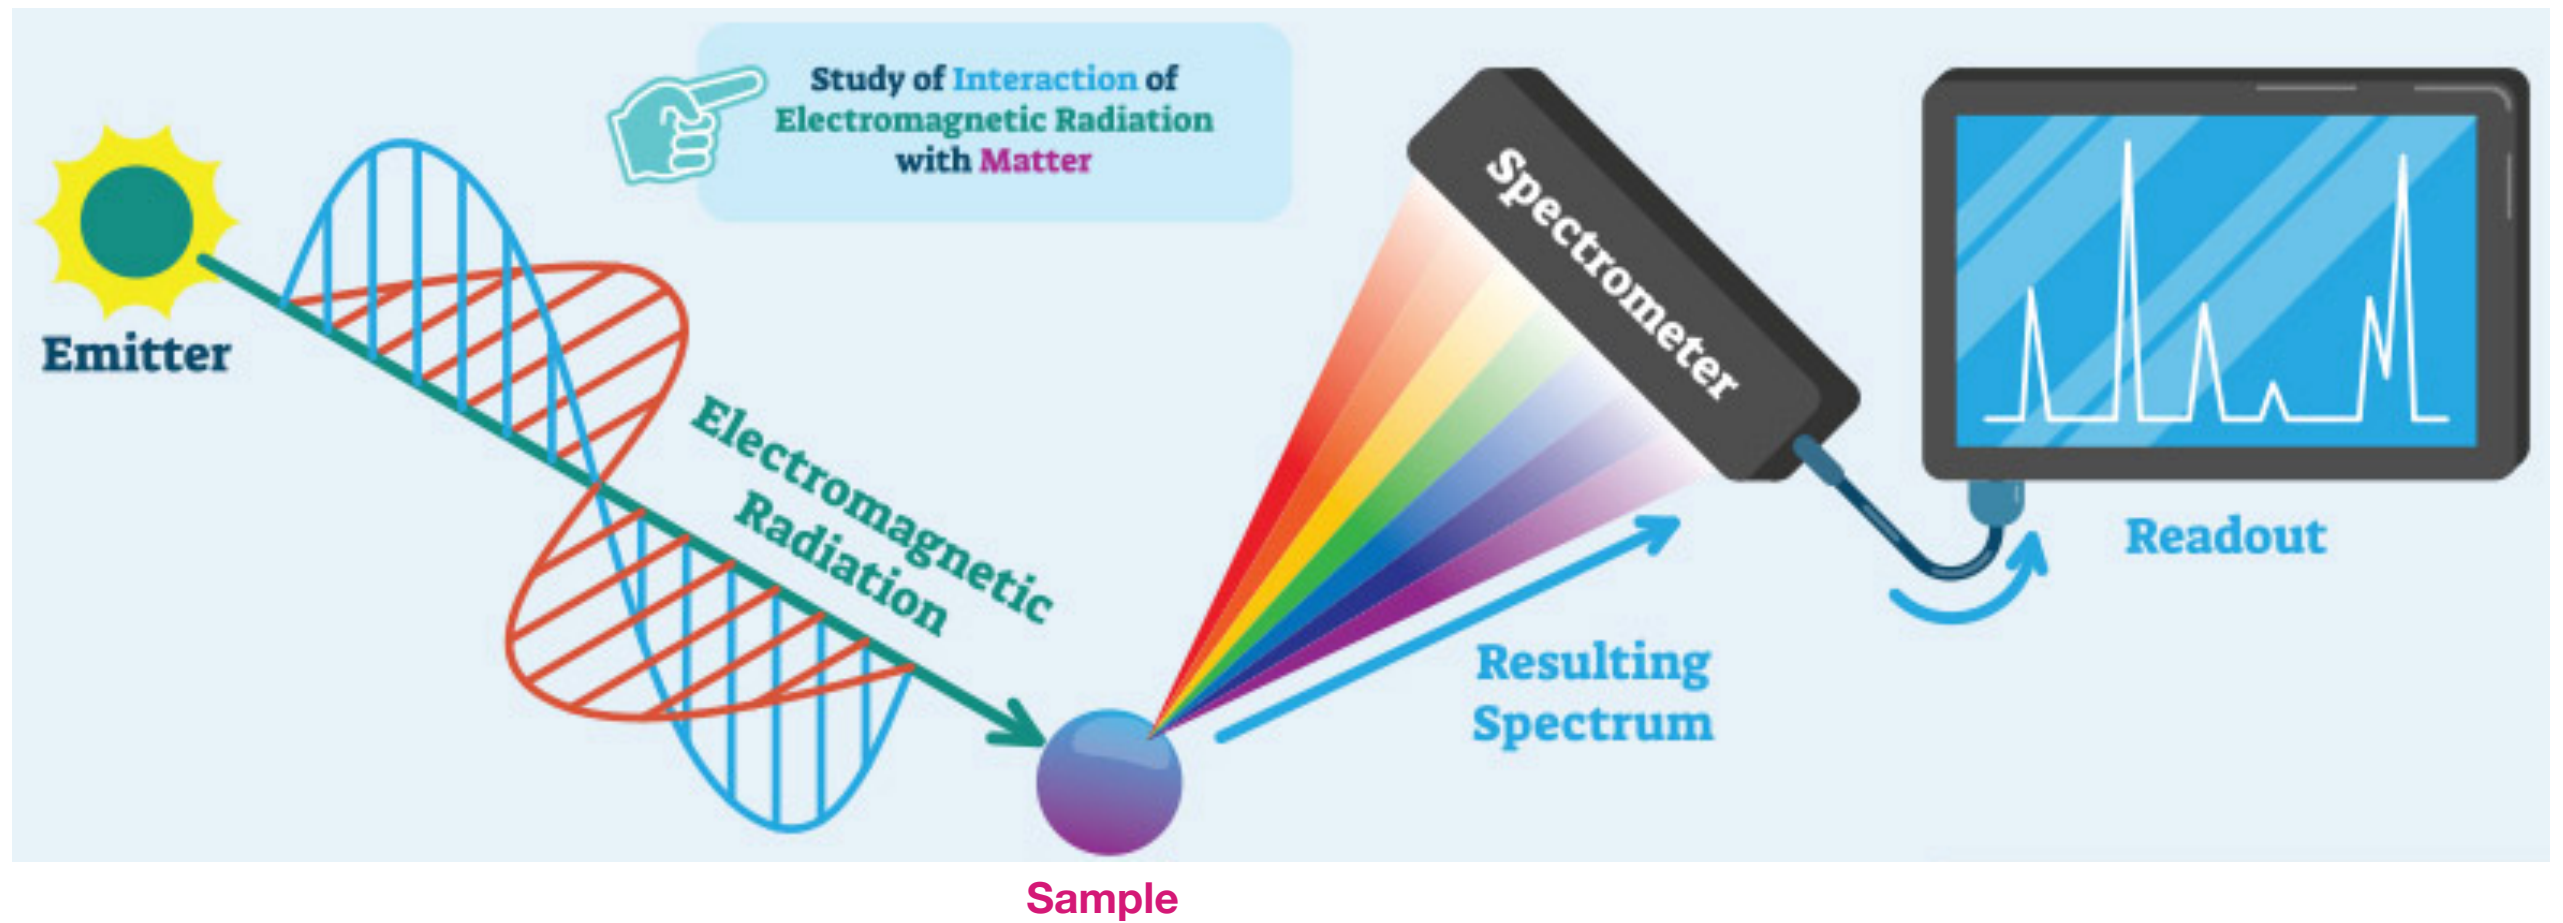 Study of Interaction of
Electromagnetic Radiation
with Matter
Emitter
Electromagnetic
Radiation
Spectrometer
Resulting
Spectrum
Readout
Sample